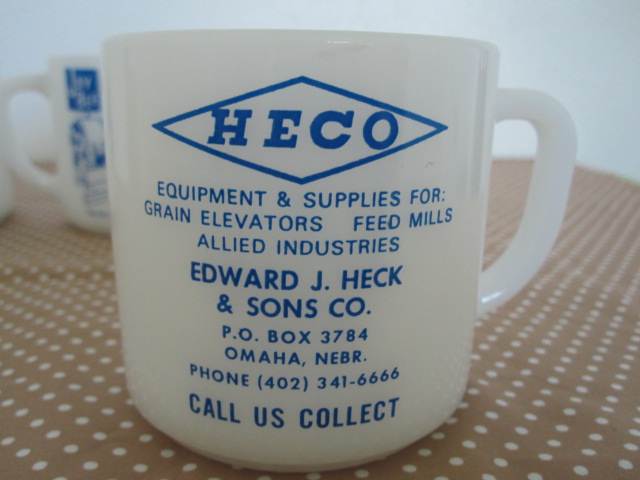 HECO
EQUIPMENT & SUPPLIES FOR:
GRAIN ELEVATORS FEED MILLS
ALLIED INDUSTRIES
EDWARD J. HECK
& SONS CO.
P.O. BOX 3784
OMAHA, NEBR.
PHONE (402) 341-6666
CALL US COLLECT